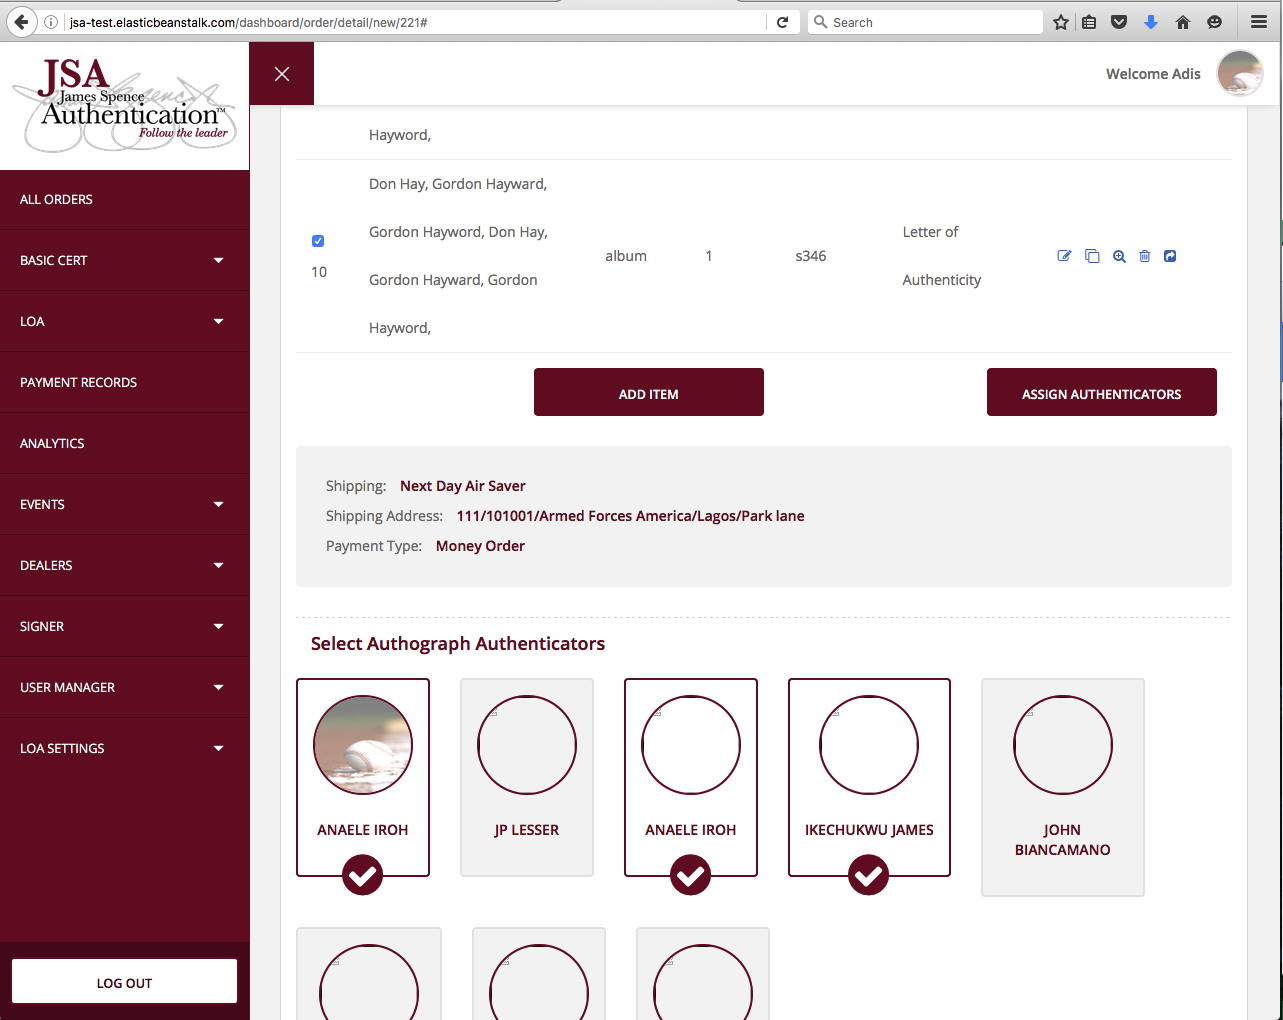 jsa-test.elasticbeanstalk.com/dashboard/order/detail/new/221#
Search
JSA
James Spence
Authentication™
Follow the leader
Welcome Adis
ALL ORDERS
BASIC CERT
LOA
PAYMENT RECORDS
ANALYTICS
EVENTS
DEALERS
SIGNER
USER MANAGER
LOA SETTINGS
LOG OUT
Hayword,
Don Hay, Gordon Hayward,
Gordon Hayword, Don Hay,
Gordon Hayward, Gordon
Hayword,
10
album
1
s346
Letter of
Authenticity
ADD ITEM
ASSIGN AUTHENTICATORS
Shipping: Next Day Air Saver
Shipping Address: 111/101001/Armed Forces America/Lagos/Park lane
Payment Type: Money Order
Select Authograph Authenticators
ANAELE IROH
JP LESSER
ANAELE IROH
IKECHUKWU JAMES
JOHN
BIANCAMANO